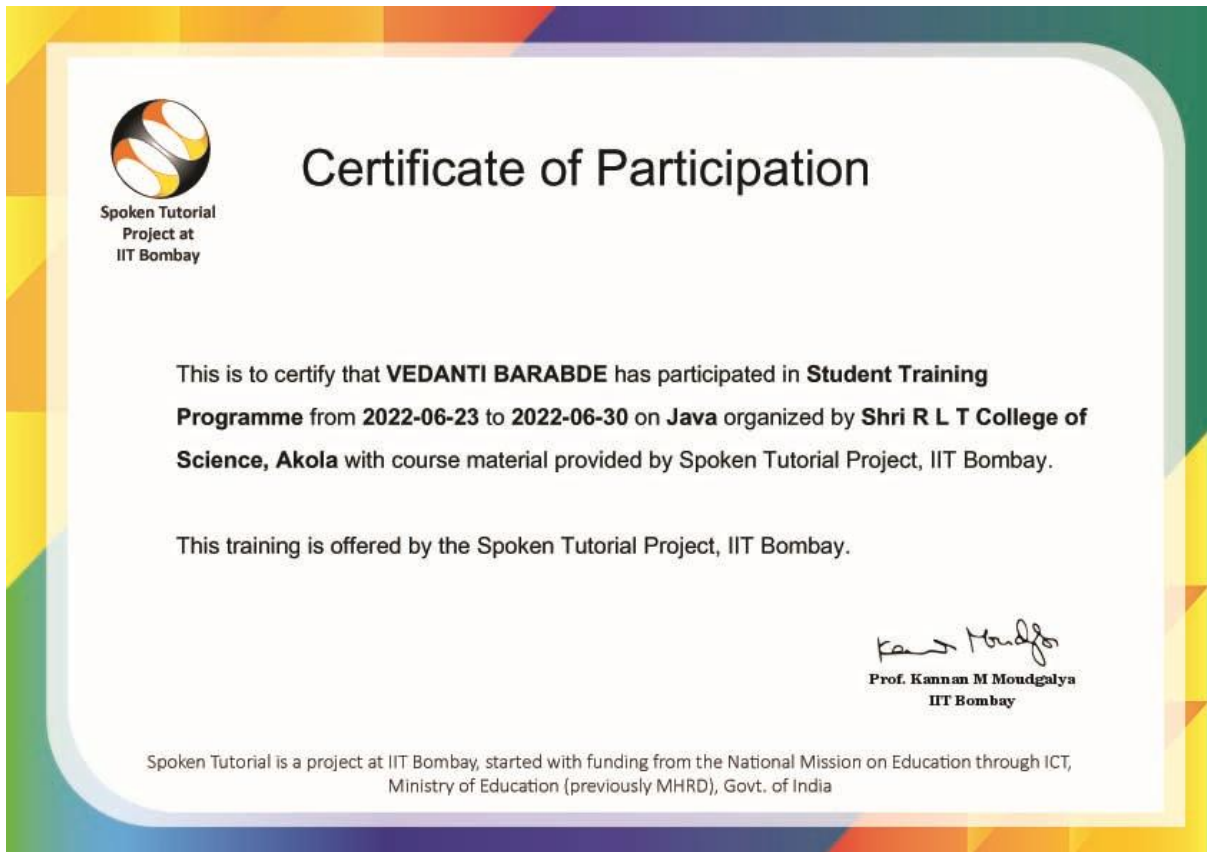 Certificate of Participation
Spoken Tutorial
Project at
IIT Bombay
This is to certify that VEDANTI BARABDE has participated in Student Training
Programme from 2022-06-23 to 2022-06-30 on Java organized by Shri R L T College of
Science, Akola with course material provided by Spoken Tutorial Project, IIT Bombay.
This training is offered by the Spoken Tutorial Project, IIT Bombay.
Prof. Kannan M Moudgalya
IIT Bombay
Spoken Tutorial is a project at IIT Bombay, started with funding from the National Mission on Education through ICT,
Ministry of Education (previously MHRD), Govt. of India